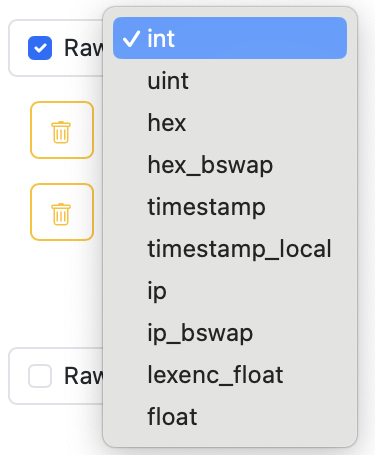 Raw
int
uint
hex
hex_bswap
timestamp
timestamp_local
ip
ip_bswap
lexenc_float
Raw
float